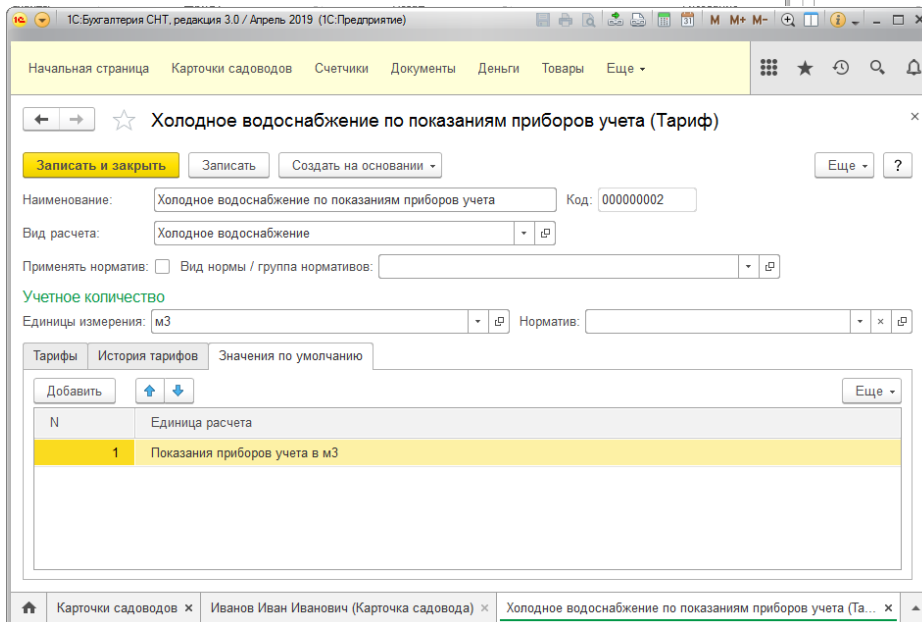 1С:Бухгалтерия СНТ, редакция 3.0 / Апрель 2019 (1С:Предприятие) M M+ M-
Начальная страница Карточки садоводов Счетчики Документы Деньги Товары Еще
Холодное водоснабжение по показаниям приборов учета (Тариф)
Записать и закрыть Записать Создать на основании Еще ?
Наименование: Холодное водоснабжение по показаниям приборов учета Код: 000000002
Вид расчета: Холодное водоснабжение
Применять норматив: Вид нормы / группа нормативов:
Учетное количество
Единицы измерения: м3 Норматив:
Тарифы История тарифов Значения по умолчанию
Добавить Еще
N Единица расчета
1 Показания приборов учета в м3
Карточки садоводов × Иванов Иван Иванович (Карточка садовода) × Холодное водоснабжение по показаниям приборов учета (Та... ×